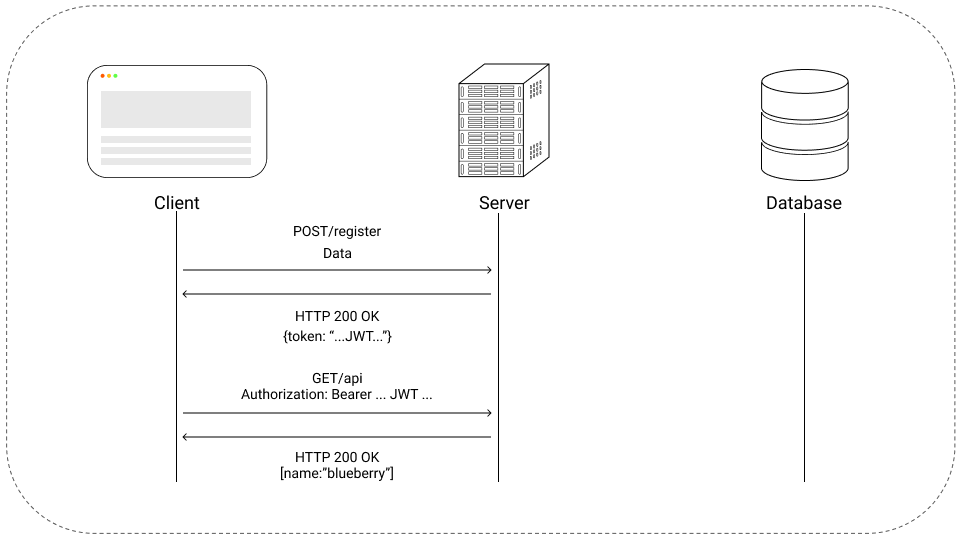 Client
Server
Database
POST/register
Data
HTTP 200 OK
{token: “...JWT...”}
GET/api
Authorization: Bearer ... JWT ...
HTTP 200 OK
[name:”blueberry”]